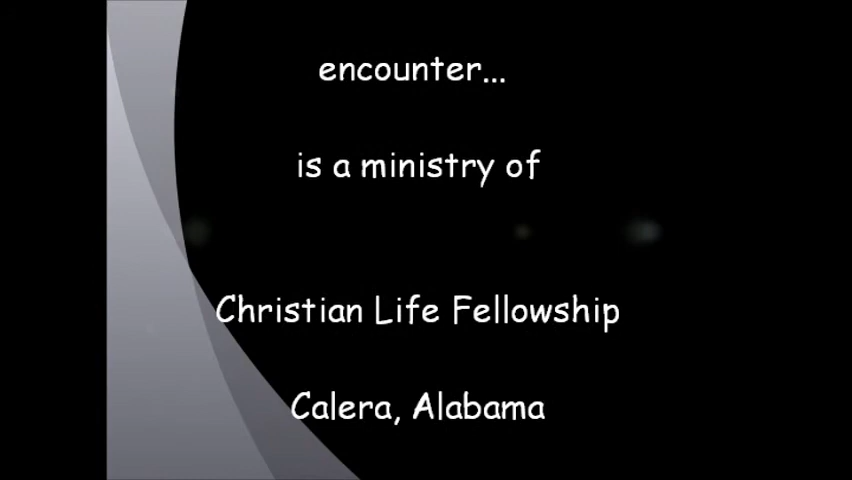 encounter...
is a ministry of
Christian Life Fellowship
Calera, Alabama